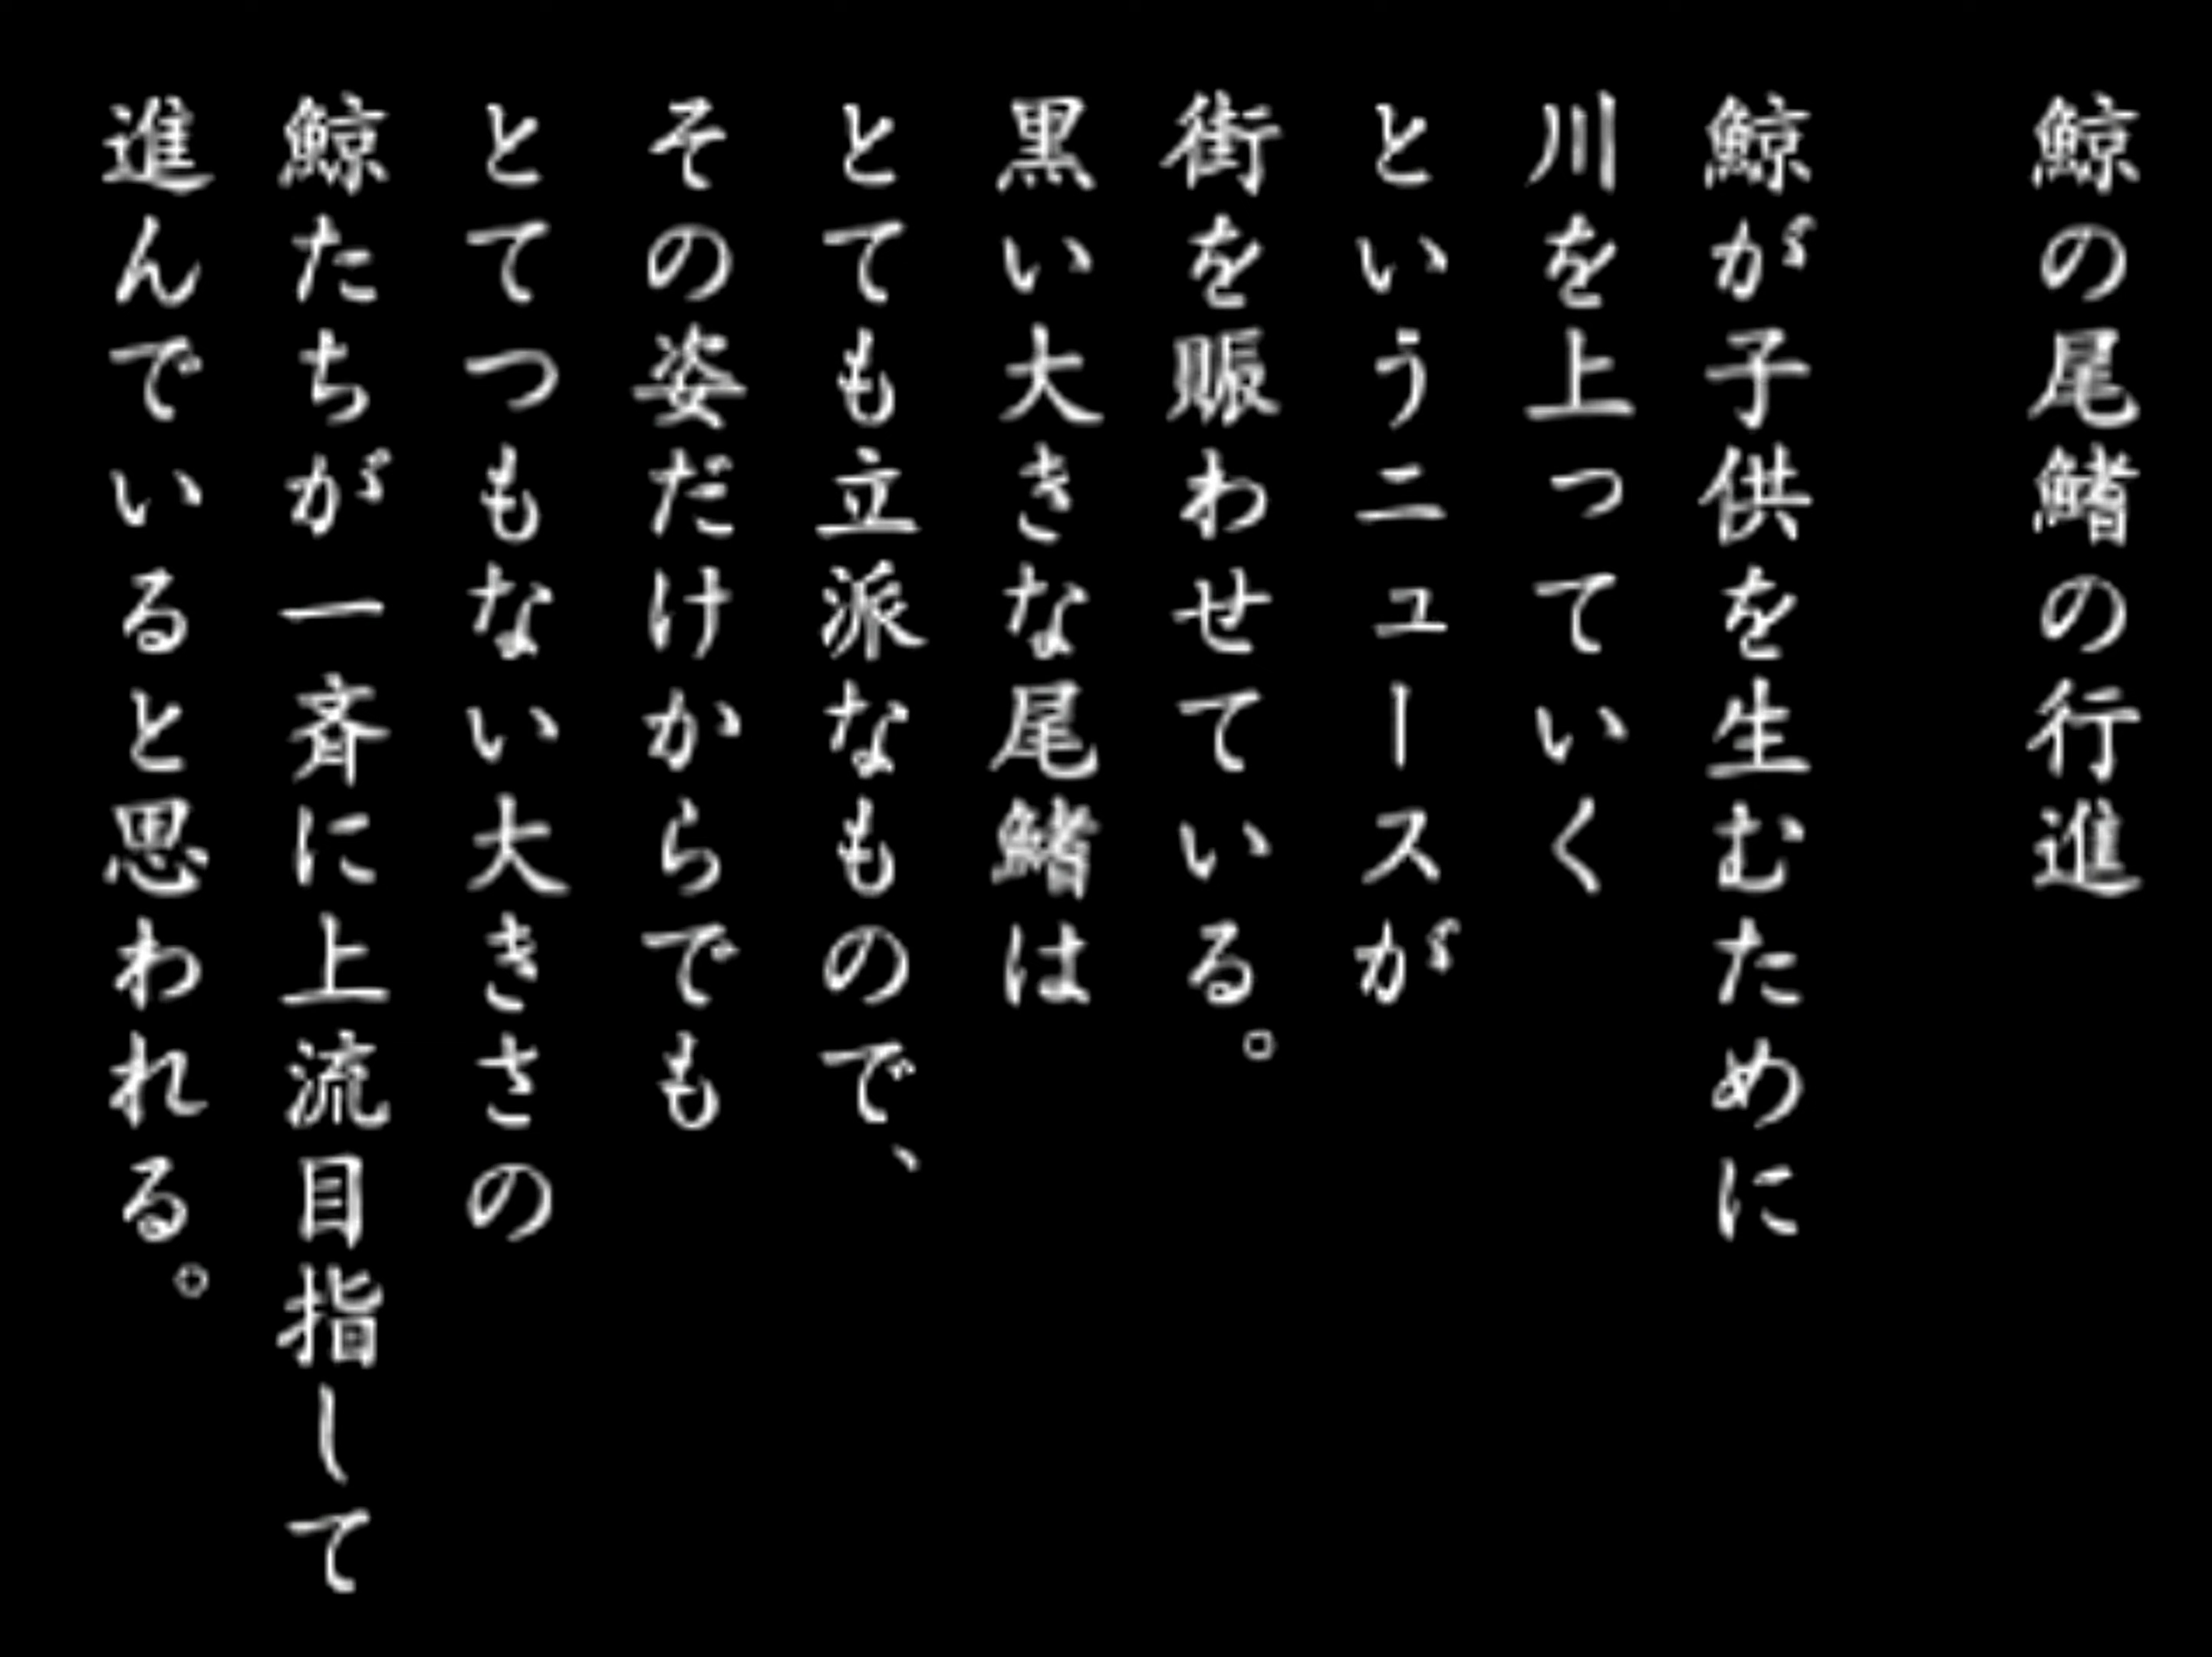 鯨の尾鰭の行進
鯨が子供を生むために
川を上っていく
というニュースが
街を賑わせている。
黒い大きな尾鰭は
とても立派なもので、
その姿だけからでも
とてつもない大きさの
鯨たちが一斉に上流目指して
進んでいると思われる。